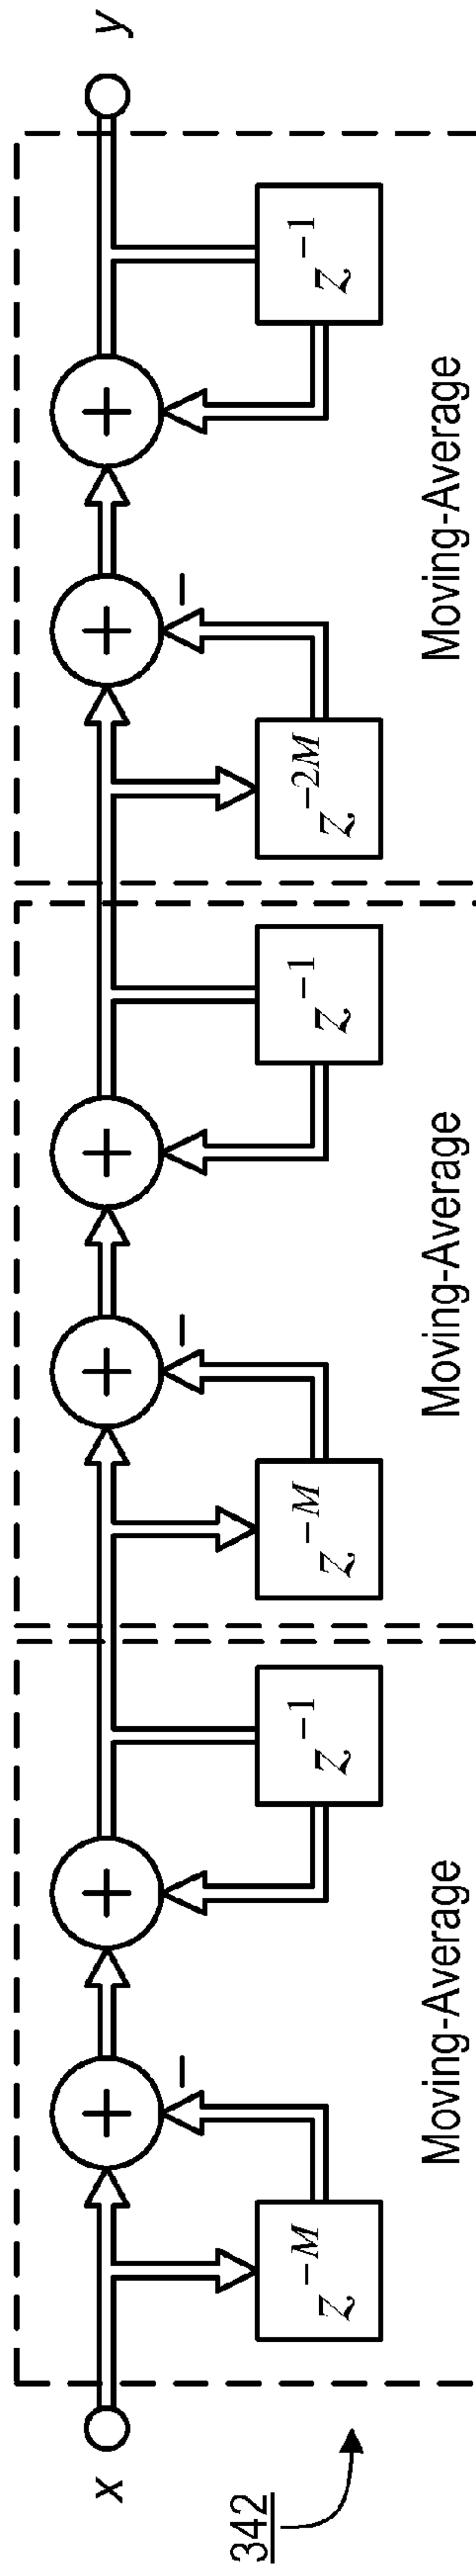 x
y
z⁻ᴹ
z⁻¹
Moving-Average
z⁻ᴹ
z⁻¹
Moving-Average
z⁻²ᴹ
z⁻¹
Moving-Average
+
+
−
+
+
−
+
+
−
342